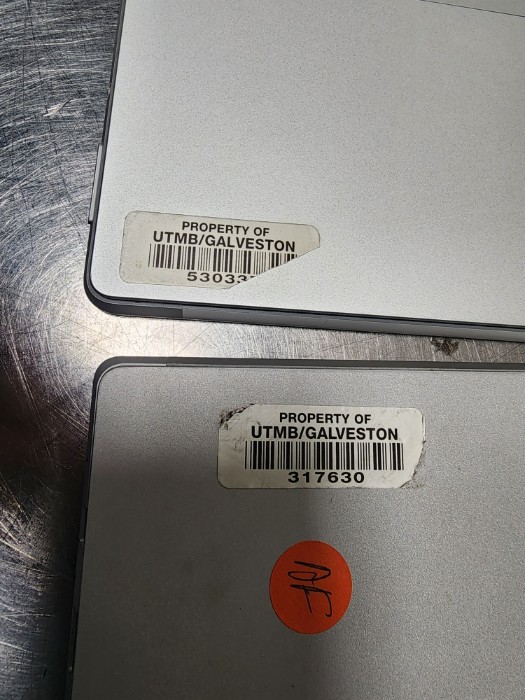 PROPERTY OF
UTMB/GALVESTON
53033
PROPERTY OF
UTMB/GALVESTON
317630